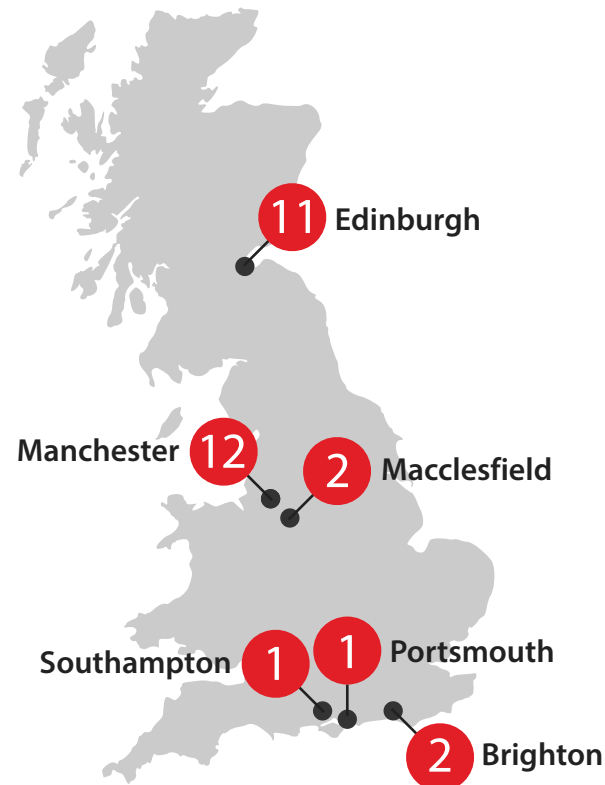 11 Edinburgh
Manchester 12
2 Macclesfield
Southampton 1
1 Portsmouth
2 Brighton